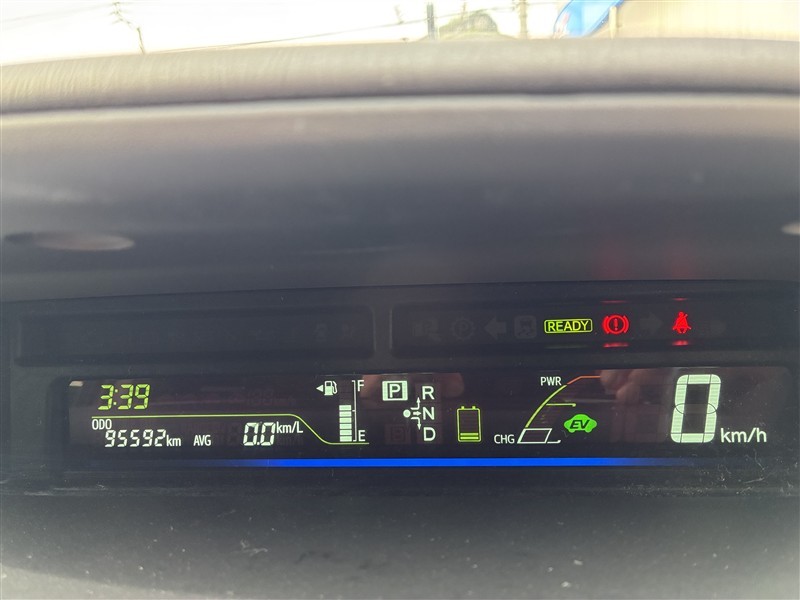 READY
3:39
F
P
R
PWR
0
ODO
N
EV
95592km AVG 0.0km/L
E
D
CHG
km/h